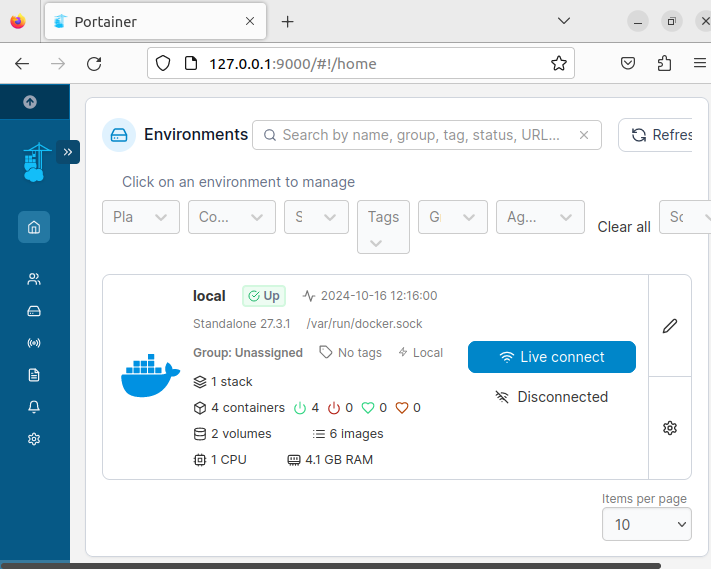 Portainer
127.0.0.1:9000/#!/home
Environments
Search by name, group, tag, status, URL...
Refres
Click on an environment to manage
Pla
Co...
S
Tags
G
Ag...
Clear all
So
local
Up
2024-10-16 12:16:00
Standalone 27.3.1
/var/run/docker.sock
Group: Unassigned
No tags
Local
Live connect
1 stack
Disconnected
4 containers
4
0
0
0
2 volumes
6 images
1 CPU
4.1 GB RAM
Items per page
10